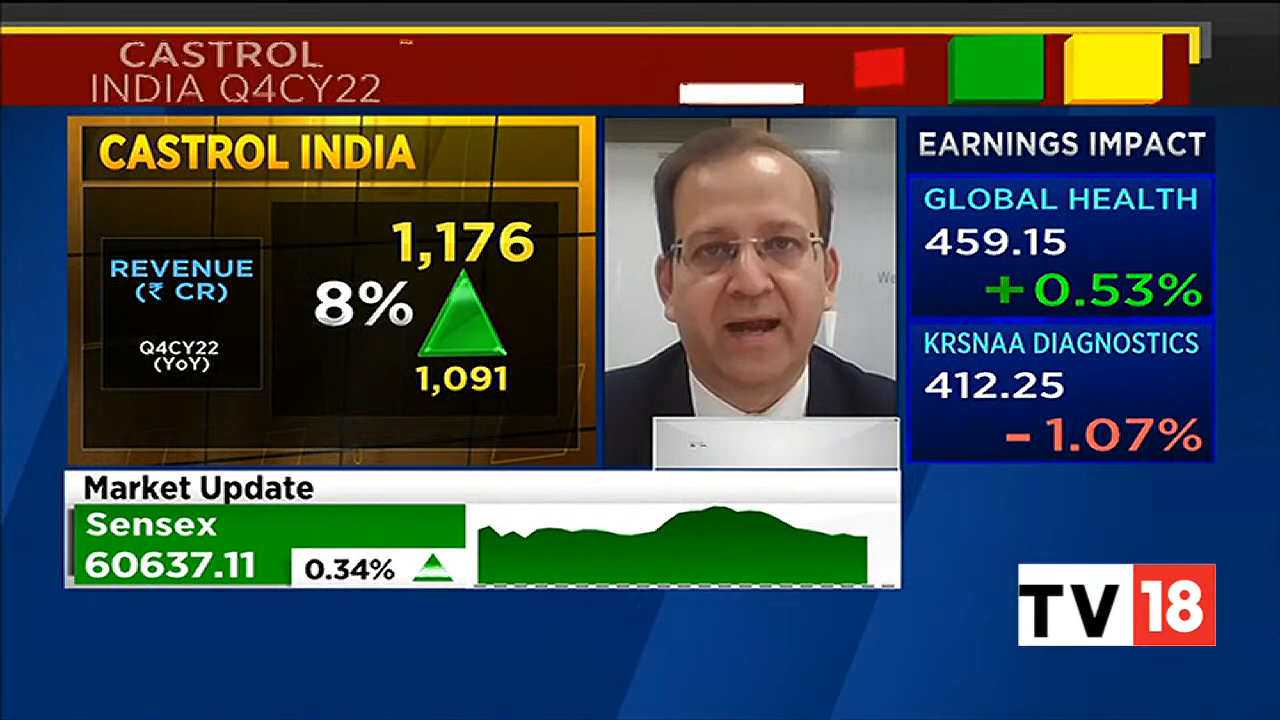 CASTROL
INDIA Q4CY22
CASTROL INDIA
REVENUE
(₹ CR)
Q4CY22
(YoY)
1,176
8%
1,091
EARNINGS IMPACT
GLOBAL HEALTH
459.15
+0.53%
KRSNAA DIAGNOSTICS
412.25
-1.07%
Market Update
Sensex
60637.11
0.34%
TV18